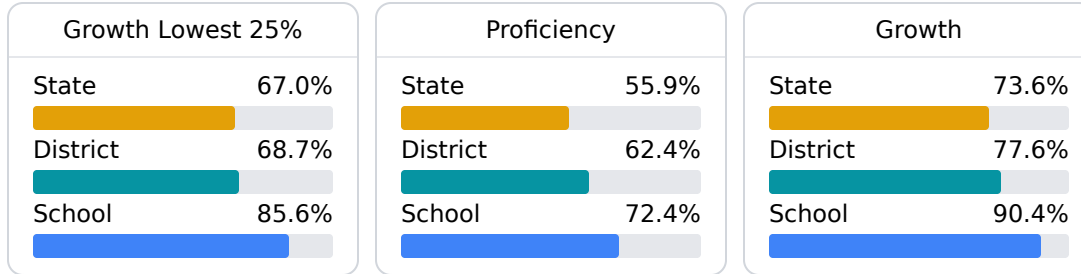 Growth Lowest 25%
State 67.0%
District 68.7%
School 85.6%
Proficiency
State 55.9%
District 62.4%
School 72.4%
Growth
State 73.6%
District 77.6%
School 90.4%